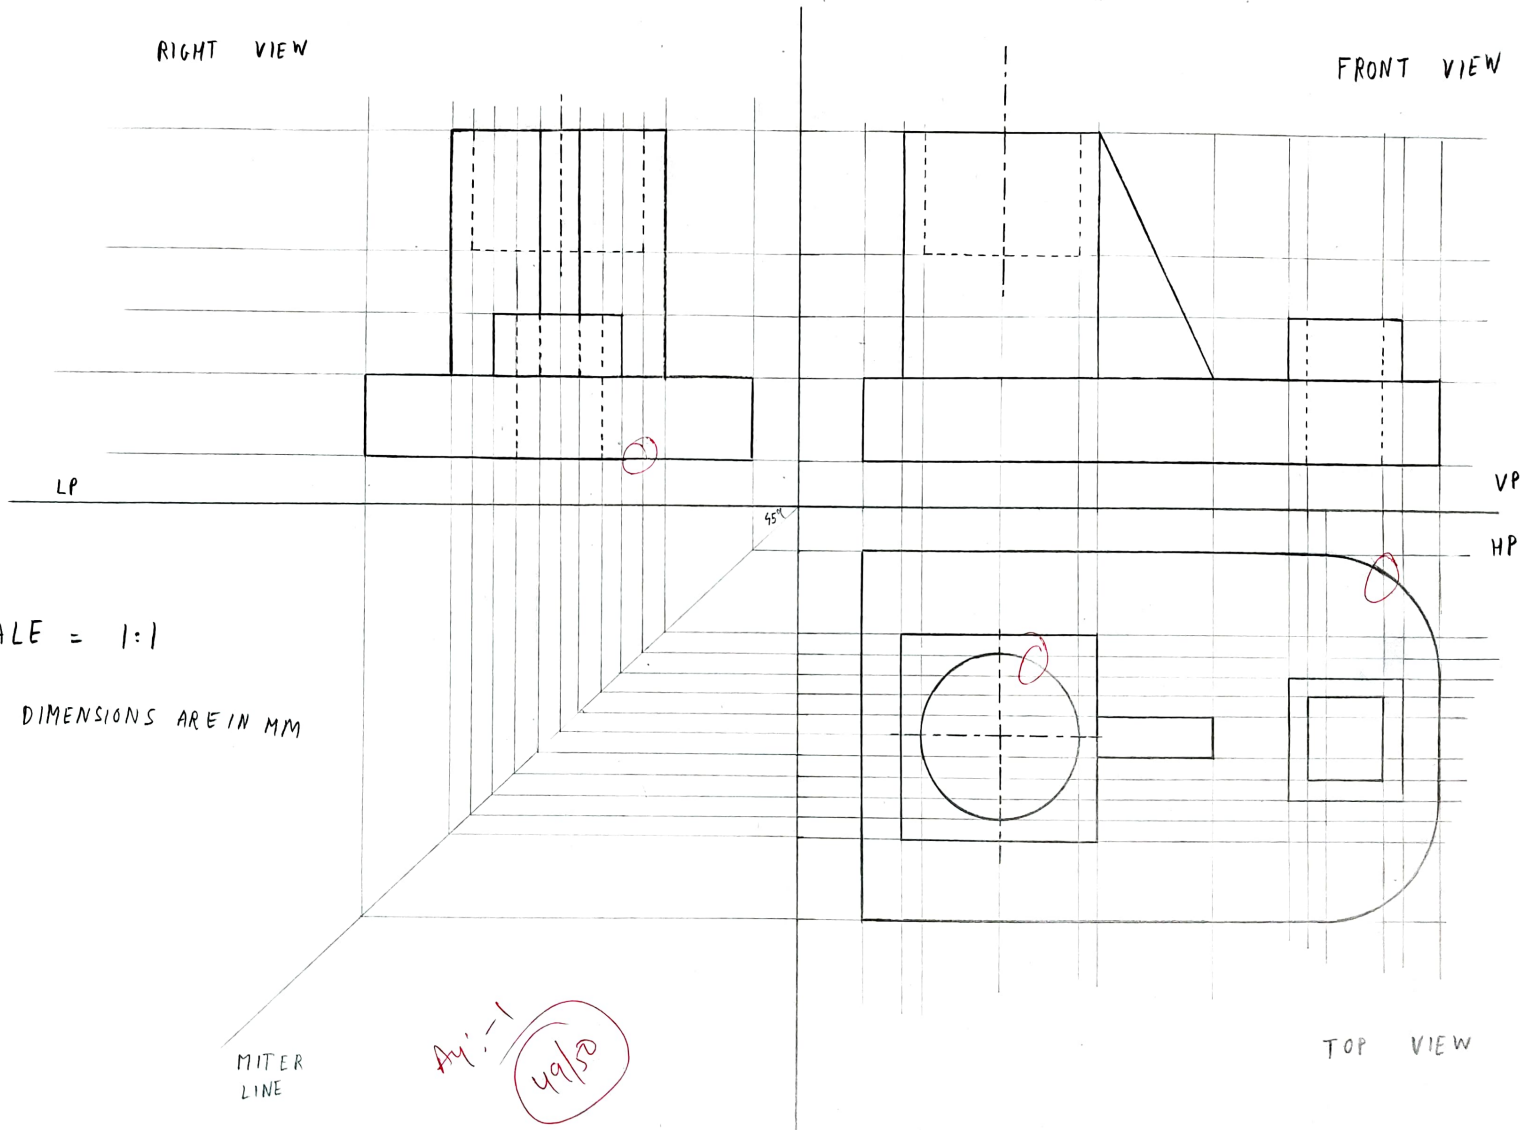 RIGHT VIEW
FRONT VIEW
LP
VP
45°
HP
ALE = 1:1
DIMENSIONS ARE IN MM
49/50
TOP VIEW
MITER
LINE